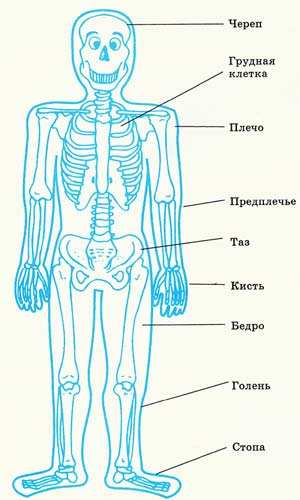 Череп
Грудная
клетка
Плечо
Предплечье
Таз
Кисть
Бедро
Голень
Стопа